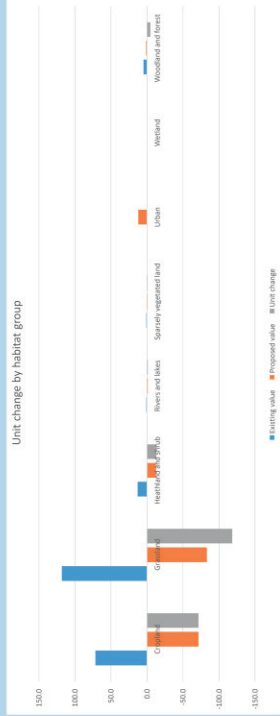 Unit change by habitat group
150.0
100.0
50.0
0.0
-50.0
-100.0
-150.0
Cropland
Grassland
Heathland and shrub
Rivers and lakes
Sparsely vegetated land
Urban
Wetland
Woodland and forest
Existing value
Proposed value
Unit change